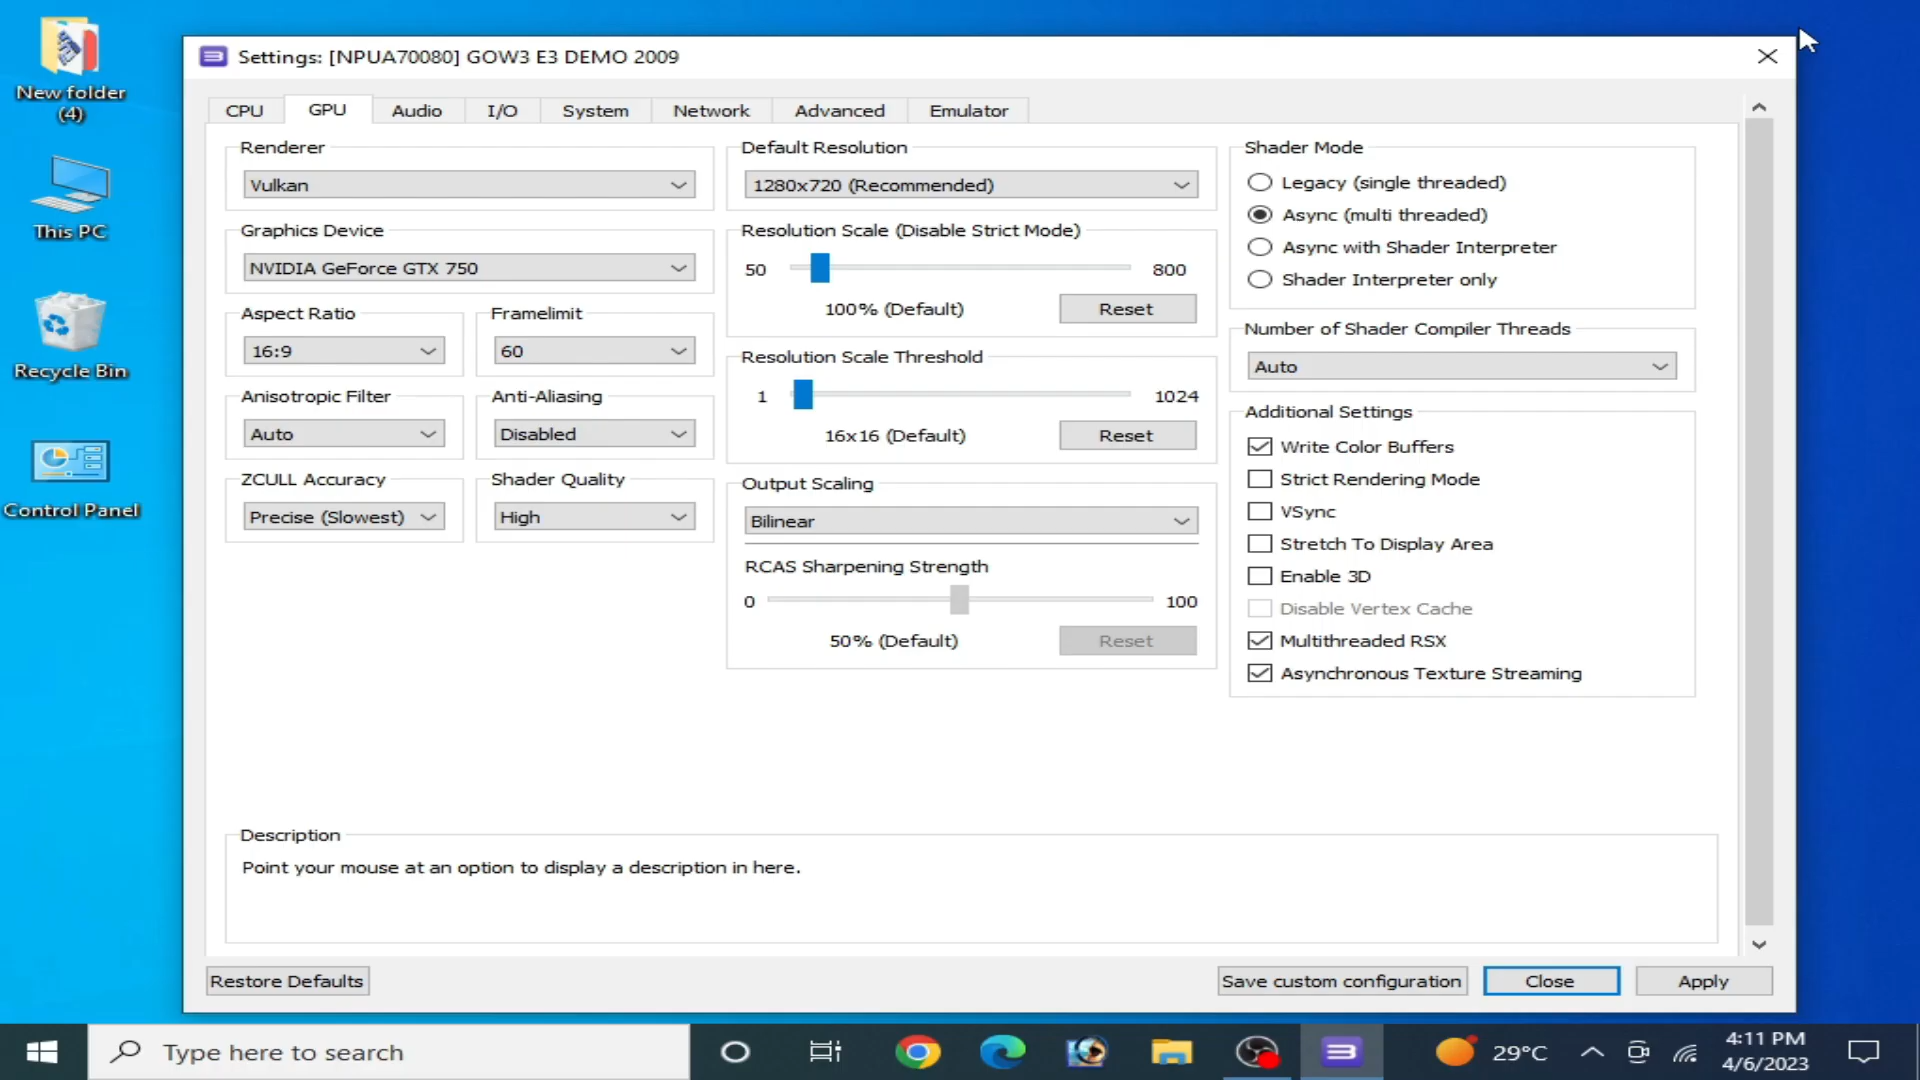 New folder
(4)
This PC
Recycle Bin
Control Panel
Settings: [NPUA70080] GOW3 E3 DEMO 2009
CPU GPU Audio I/O System Network Advanced Emulator
Renderer
Vulkan
Graphics Device
NVIDIA GeForce GTX 750
Aspect Ratio
16:9
Framelimit
60
Anisotropic Filter
Auto
Anti-Aliasing
Disabled
ZCULL Accuracy
Precise (Slowest)
Shader Quality
High
Default Resolution
1280x720 (Recommended)
Resolution Scale (Disable Strict Mode)
50 800
100% (Default) Reset
Resolution Scale Threshold
1 1024
16x16 (Default) Reset
Output Scaling
Bilinear
RCAS Sharpening Strength
0 100
50% (Default) Reset
Shader Mode
Legacy (single threaded)
Async (multi threaded)
Async with Shader Interpreter
Shader Interpreter only
Number of Shader Compiler Threads
Auto
Additional Settings
Write Color Buffers
Strict Rendering Mode
VSync
Stretch To Display Area
Enable 3D
Disable Vertex Cache
Multithreaded RSX
Asynchronous Texture Streaming
Description
Point your mouse at an option to display a description in here.
Restore Defaults Save custom configuration Close Apply
Type here to search
29°C
4:11 PM
4/6/2023